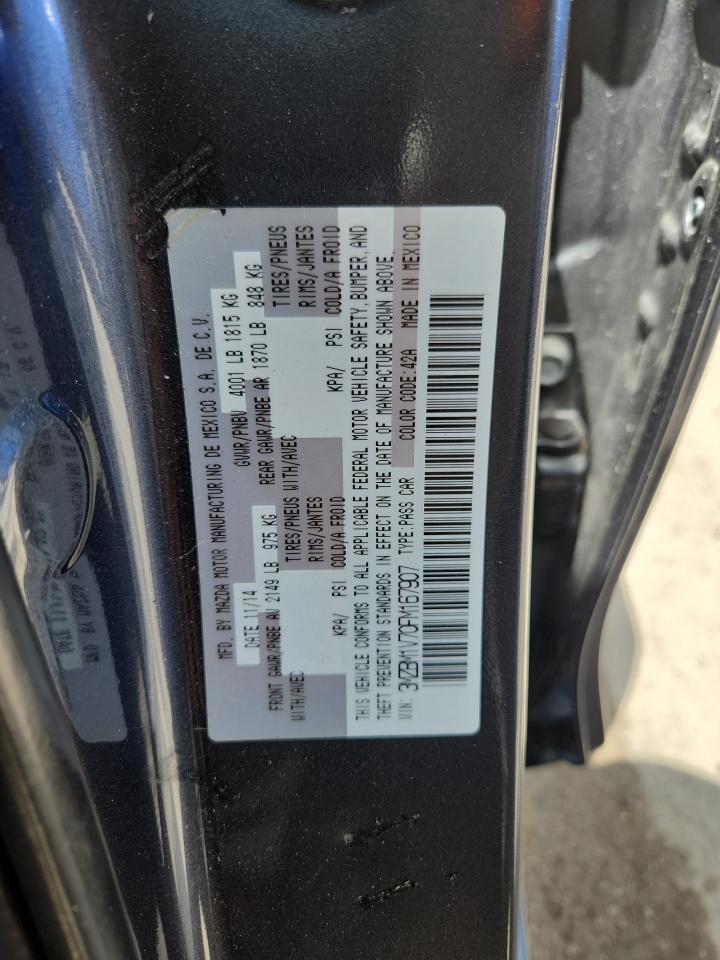 MFD. BY MAZDA MOTOR MANUFACTURING DE MEXICO S.A. DE C.V.
DATE 11/14 GVWR/PNBV 4001 LB 1815 KG
FRONT GAWR/PNBE AV 2149 LB 975 KG REAR GAWR/PNBE AR 1870 LB 848 KG
WITH/AVEC TIRES/PNEUS WITH/AVEC TIRES/PNEUS
RIMS/JANTES RIMS/JANTES
KPA/ PSI COLD/A FROID KPA/ PSI COLD/A FROID
THIS VEHICLE CONFORMS TO ALL APPLICABLE FEDERAL MOTOR VEHICLE SAFETY, BUMPER, AND
THEFT PREVENTION STANDARDS IN EFFECT ON THE DATE OF MANUFACTURE SHOWN ABOVE.
VIN: 3MZBM1V70FM167907 TYPE:PASS CAR COLOR CODE:42A MADE IN MEXICO